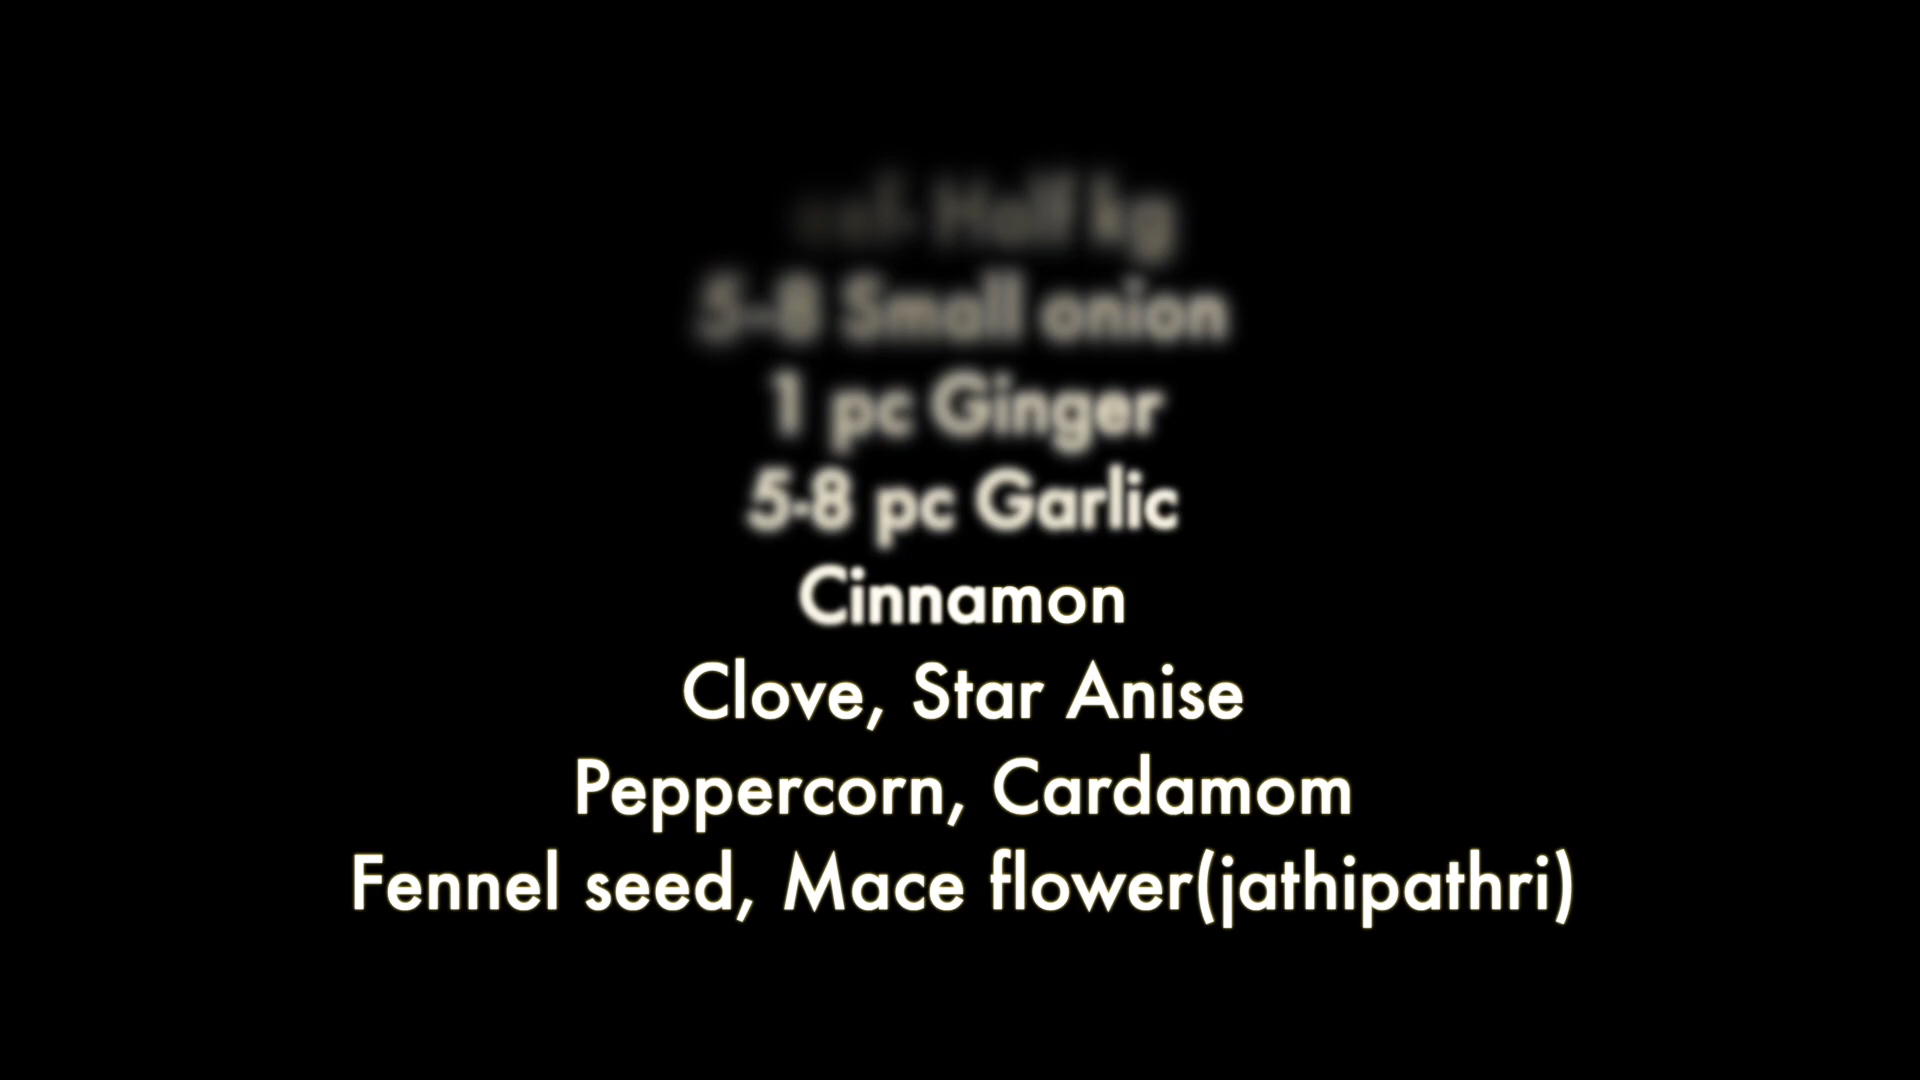 Half kg
5-8 Small onion
1 pc Ginger
5-8 pc Garlic
Cinnamon
Clove, Star Anise
Peppercorn, Cardamom
Fennel seed, Mace flower(jathipathri)